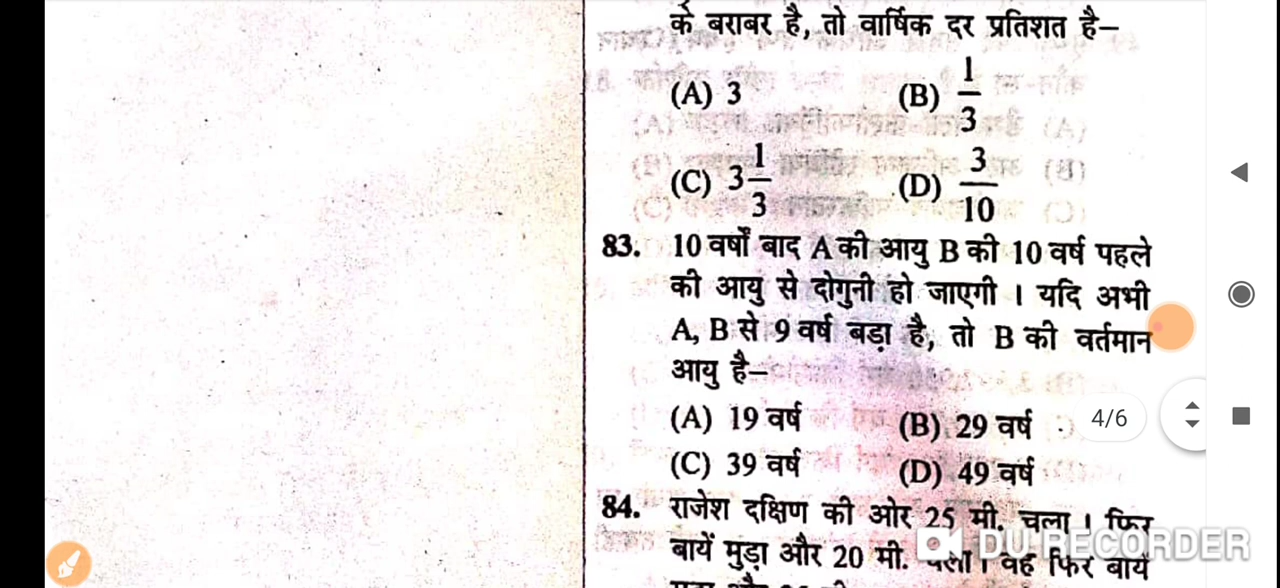 के बराबर है, तो वार्षिक दर प्रतिशत है–
(A) 3 (B) 1/3
(C) 3 1/3 (D) 3/10
83. 10 वर्षों बाद A की आयु B की 10 वर्ष पहले
की आयु से दोगुनी हो जाएगी । यदि अभी
A, B से 9 वर्ष बड़ा है, तो B की वर्तमान
आयु है–
(A) 19 वर्ष (B) 29 वर्ष
4/6
(C) 39 वर्ष (D) 49 वर्ष
84. राजेश दक्षिण की ओर 25 मी. चला । फिर
बायें मुड़ा और 20 मी. चला । वह फिर बायें
DU RECORDER